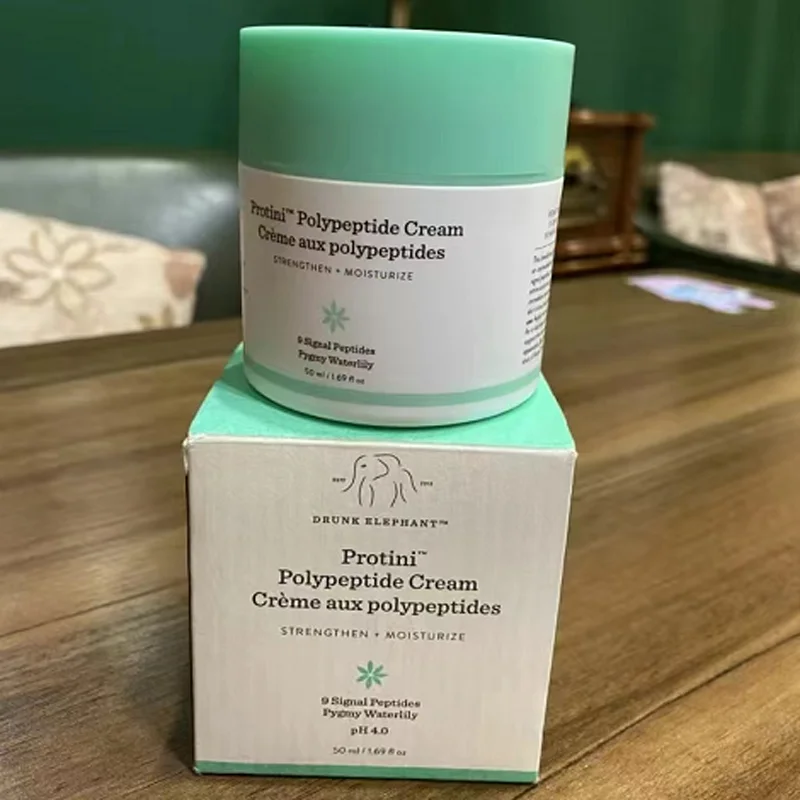 Protini™ Polypeptide Cream
Crème aux polypeptides
STRENGTHEN + MOISTURIZE
9 Signal Peptides
Pygmy Waterlily
50 ml / 1.69 fl oz
DRUNK ELEPHANT™
Protini™
Polypeptide Cream
Crème aux polypeptides
STRENGTHEN + MOISTURIZE
9 Signal Peptides
Pygmy Waterlily
pH 4.0
50 ml / 1.69 fl oz